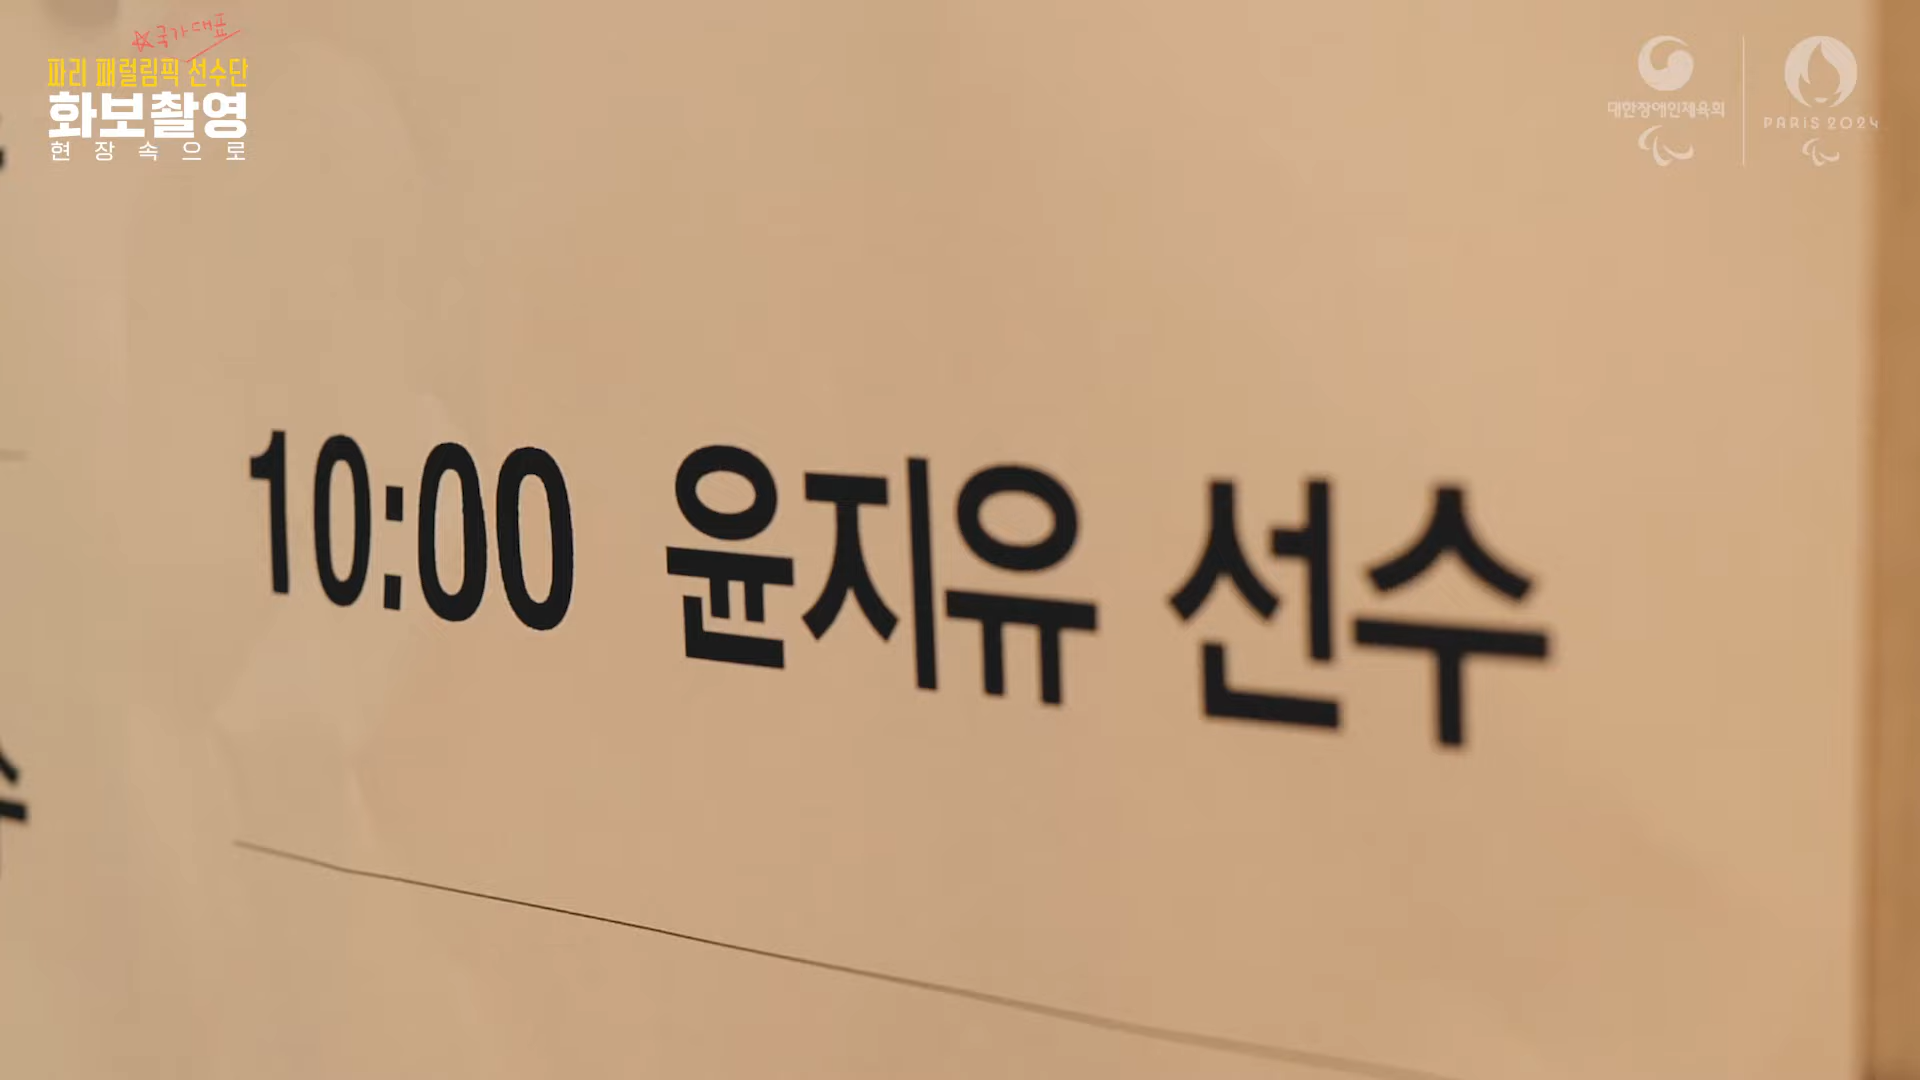 국가대표
파리 패럴림픽 선수단
화보촬영
현장속으로
대한장애인체육회
PARIS 2024
10:00 윤지유 선수